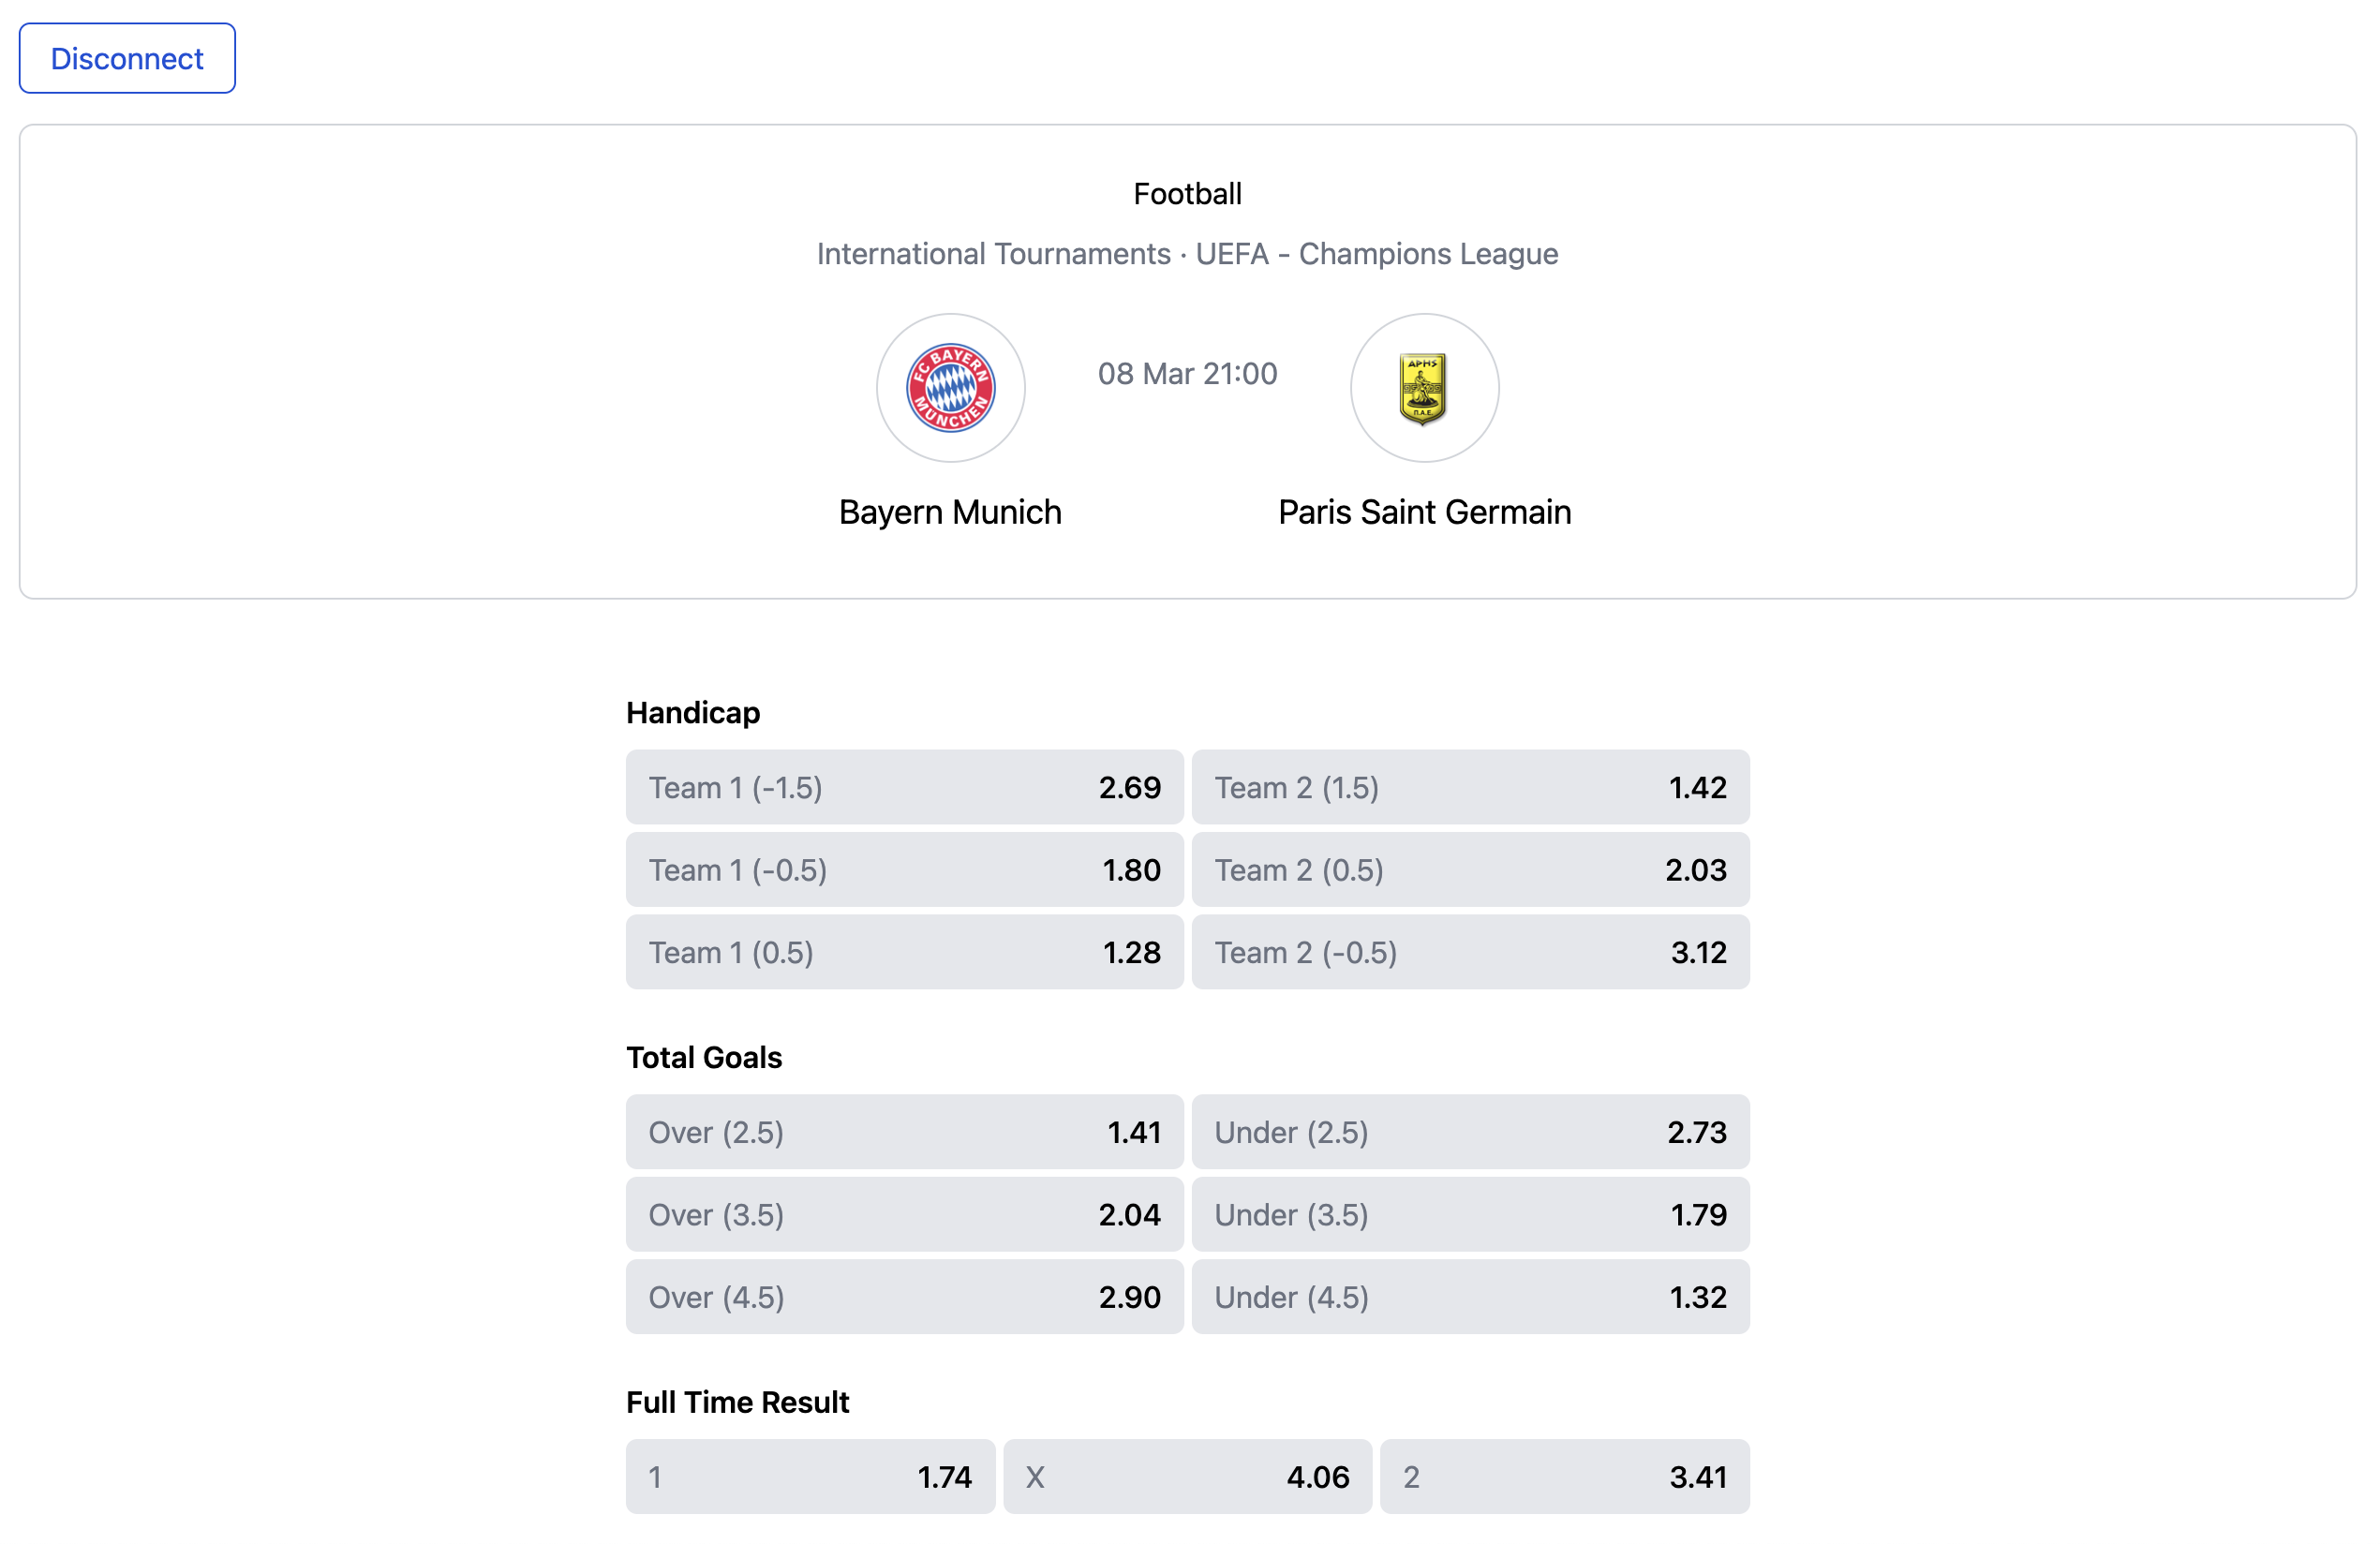 Disconnect
Football
International Tournaments · UEFA - Champions League
FC BAYERN
MÜNCHEN
08 Mar 21:00
ΑΡΗΣ
Π.Α.Ε.
Bayern Munich
Paris Saint Germain
Handicap
Team 1 (-1.5) 2.69 Team 2 (1.5) 1.42
Team 1 (-0.5) 1.80 Team 2 (0.5) 2.03
Team 1 (0.5) 1.28 Team 2 (-0.5) 3.12
Total Goals
Over (2.5) 1.41 Under (2.5) 2.73
Over (3.5) 2.04 Under (3.5) 1.79
Over (4.5) 2.90 Under (4.5) 1.32
Full Time Result
1 1.74 X 4.06 2 3.41